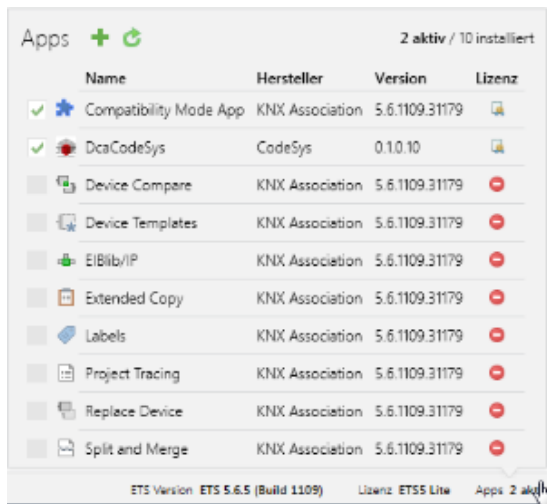 Apps 2 aktiv / 10 installiert
Name Hersteller Version Lizenz
Compatibility Mode App KNX Association 5.6.1109.31179
DcaCodeSys CodeSys 0.1.0.10
Device Compare KNX Association 5.6.1109.31179
Device Templates KNX Association 5.6.1109.31179
EIBlib/IP KNX Association 5.6.1109.31179
Extended Copy KNX Association 5.6.1109.31179
Labels KNX Association 5.6.1109.31179
Project Tracing KNX Association 5.6.1109.31179
Replace Device KNX Association 5.6.1109.31179
Split and Merge KNX Association 5.6.1109.31179
ETS Version ETS 5.6.5 (Build 1109) Lizenz ETS5 Lite Apps 2